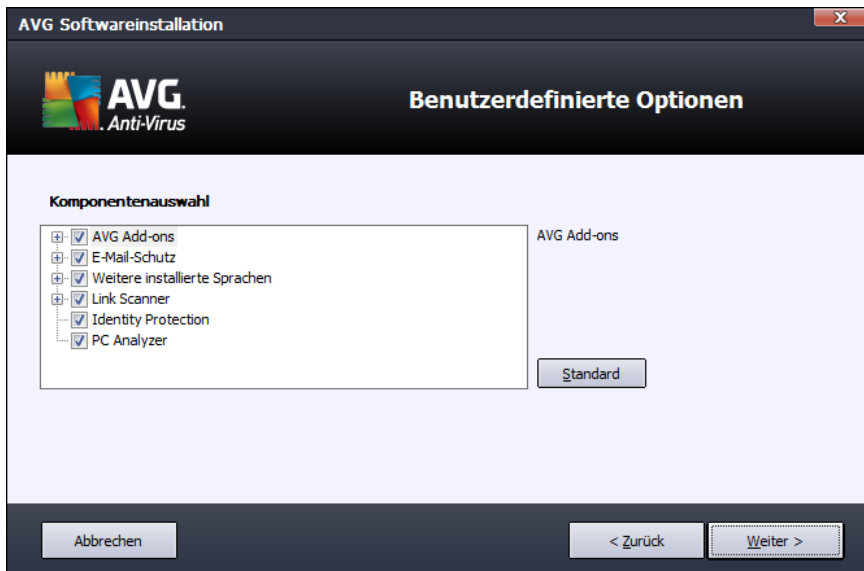 AVG Softwareinstallation
AVG.
Anti-Virus
Benutzerdefinierte Optionen
Komponentenauswahl
AVG Add-ons
E-Mail-Schutz
Weitere installierte Sprachen
Link Scanner
Identity Protection
PC Analyzer
AVG Add-ons
Standard
Abbrechen
< Zurück
Weiter >